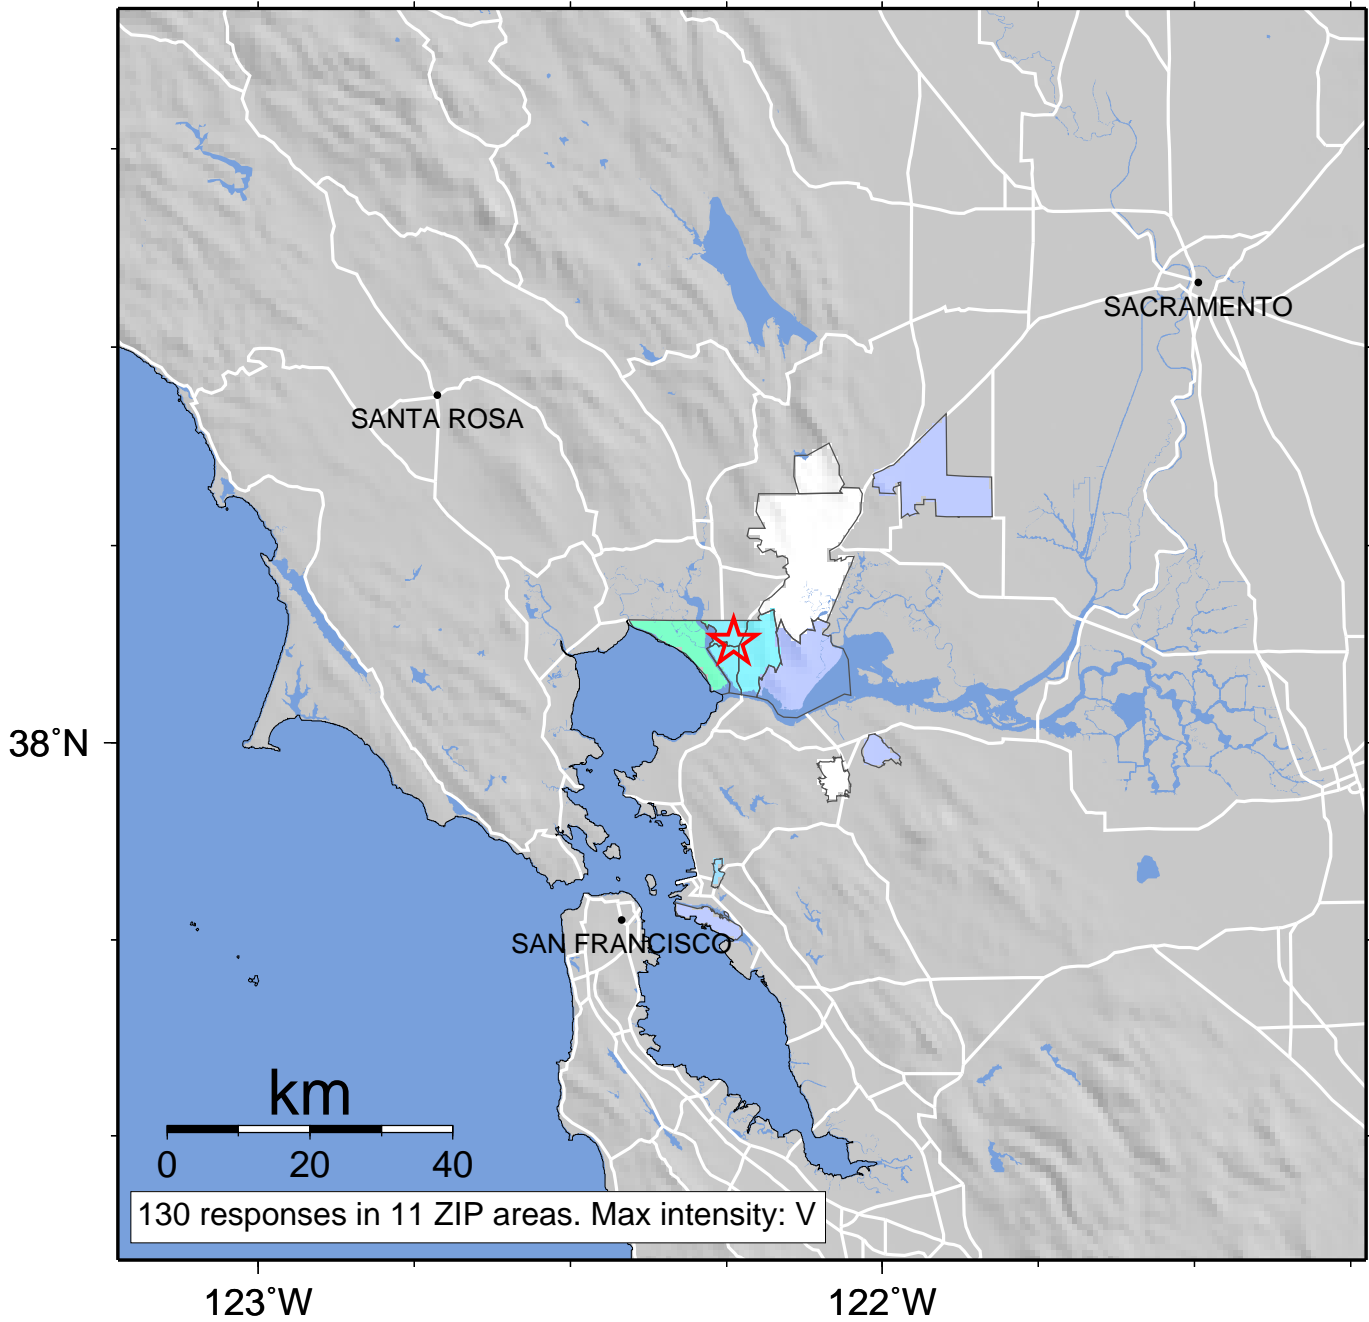 SACRAMENTO
SANTA ROSA
38°N
SAN FRANCISCO
km
0 20 40
130 responses in 11 ZIP areas. Max intensity: V
123°W 122°W